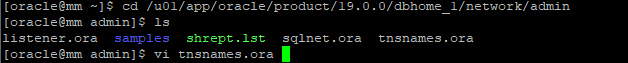 [oracle@mm ~]$ cd /u01/app/oracle/product/19.0.0/dbhome_1/network/admin
[oracle@mm admin]$ ls
listener.ora  samples  shrept.lst  sqlnet.ora  tnsnames.ora
[oracle@mm admin]$ vi tnsnames.ora